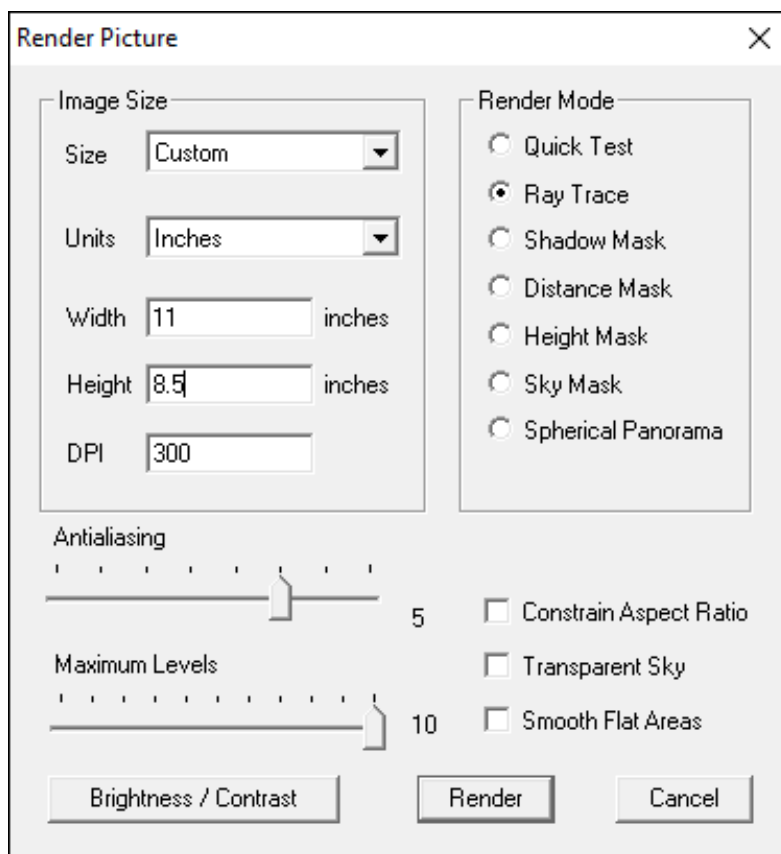 Render Picture
Image Size
Size Custom
Units Inches
Width 11 inches
Height 8.5 inches
DPI 300
Render Mode
Quick Test
Ray Trace
Shadow Mask
Distance Mask
Height Mask
Sky Mask
Spherical Panorama
Antialiasing
5
Maximum Levels
10
Constrain Aspect Ratio
Transparent Sky
Smooth Flat Areas
Brightness / Contrast
Render
Cancel